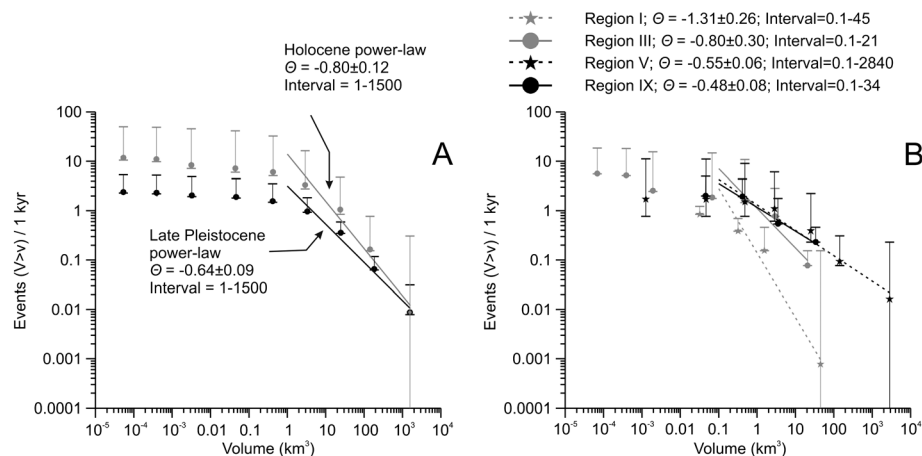 Region I; Θ = -1.31±0.26; Interval=0.1-45
Region III; Θ = -0.80±0.30; Interval=0.1-21
Region V; Θ = -0.55±0.06; Interval=0.1-2840
Region IX; Θ = -0.48±0.08; Interval=0.1-34
Holocene power-law
Θ = -0.80±0.12
Interval = 1-1500
A
Late Pleistocene
power-law
Θ = -0.64±0.09
Interval = 1-1500
Events (V>v) / 1 kyr
100
10
1
0.1
0.01
0.001
0.0001
10⁻⁵ 10⁻⁴ 10⁻³ 0.01 0.1 1 10 100 10³ 10⁴
Volume (km³)
B
Events (V>v) / 1 kyr
100
10
1
0.1
0.01
0.001
0.0001
10⁻⁵ 10⁻⁴ 10⁻³ 0.01 0.1 1 10 100 10³ 10⁴
Volume (km³)